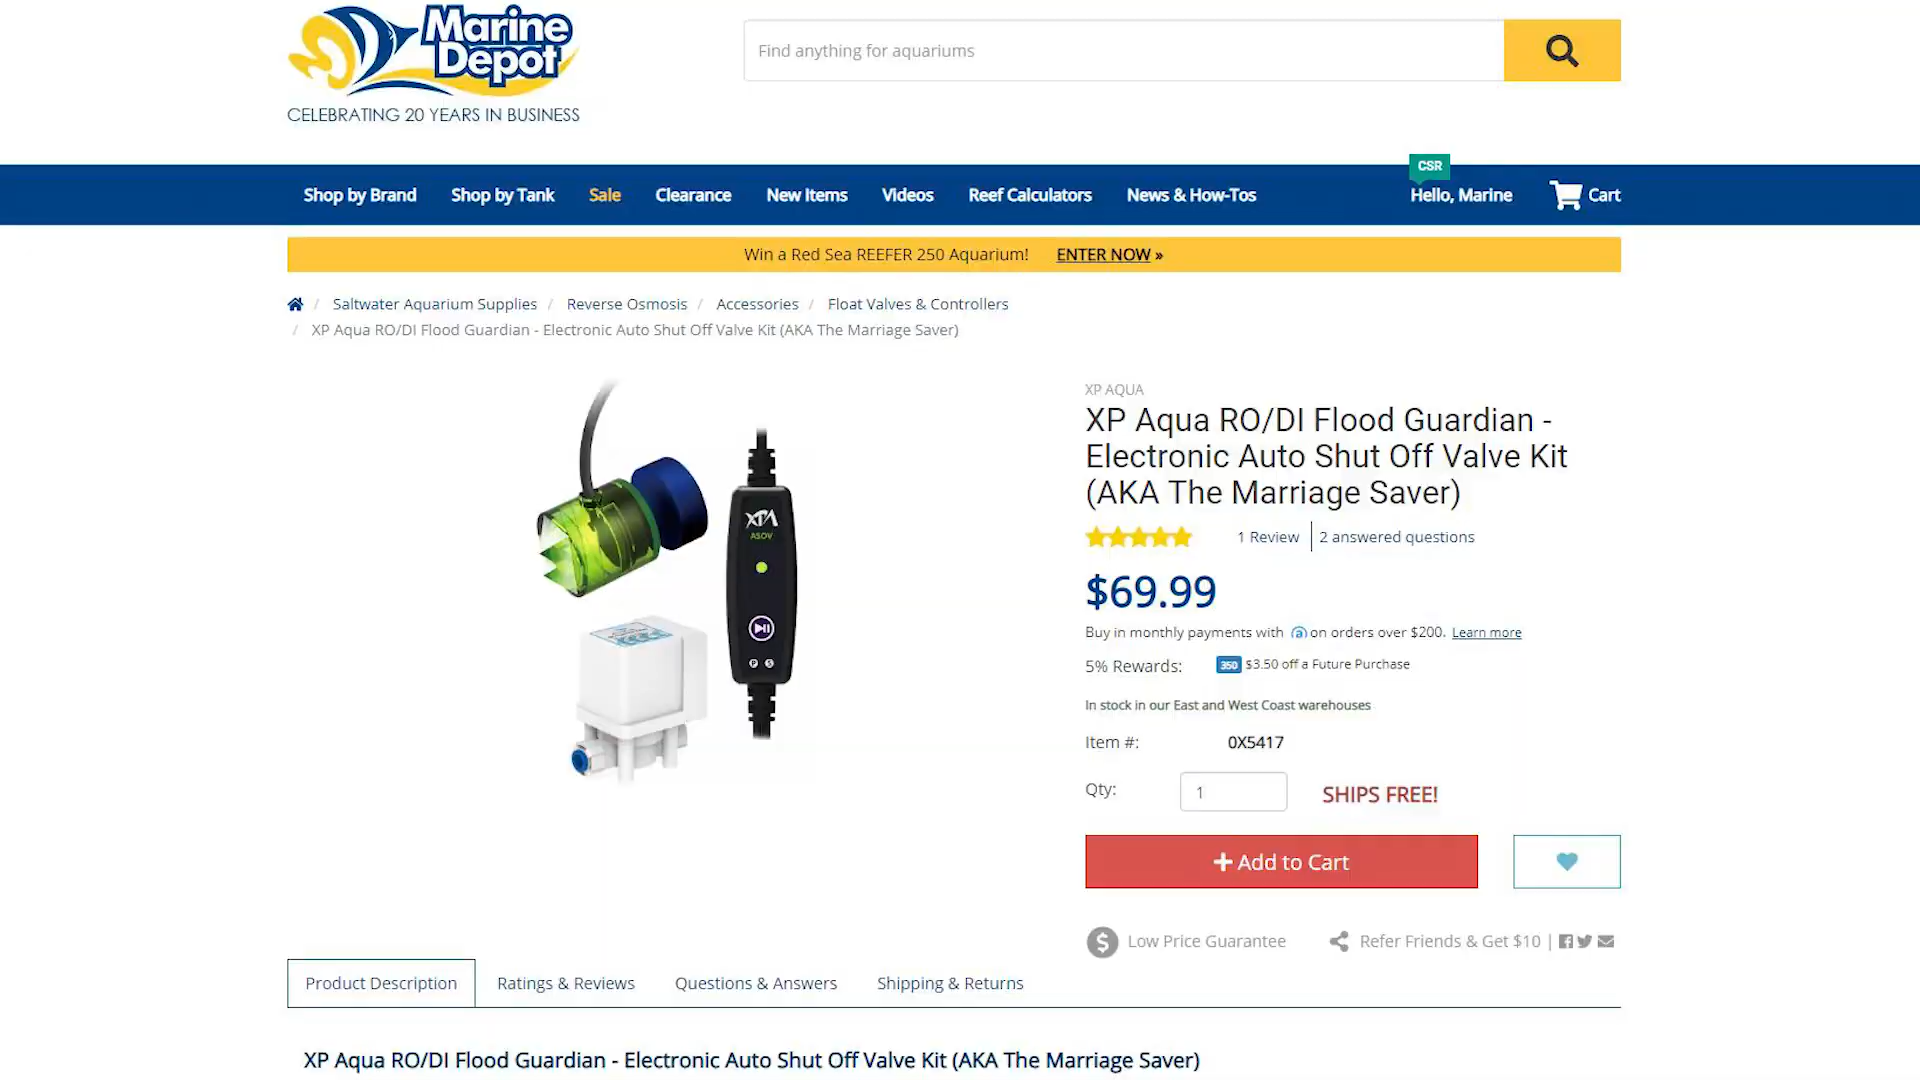 Marine
Depot
CELEBRATING 20 YEARS IN BUSINESS
Find anything for aquariums
CSR
Shop by Brand Shop by Tank Sale Clearance New Items Videos Reef Calculators News & How-Tos Hello, Marine Cart
Win a Red Sea REEFER 250 Aquarium! ENTER NOW »
/ Saltwater Aquarium Supplies / Reverse Osmosis / Accessories / Float Valves & Controllers
/ XP Aqua RO/DI Flood Guardian - Electronic Auto Shut Off Valve Kit (AKA The Marriage Saver)
XPA
ASOV
P S
XP AQUA
XP Aqua RO/DI Flood Guardian -
Electronic Auto Shut Off Valve Kit
(AKA The Marriage Saver)
1 Review | 2 answered questions
$69.99
Buy in monthly payments with a on orders over $200. Learn more
5% Rewards: 350 $3.50 off a Future Purchase
In stock in our East and West Coast warehouses
Item #: 0X5417
Qty: 1 SHIPS FREE!
+ Add to Cart
$ Low Price Guarantee Refer Friends & Get $10 |
Product Description Ratings & Reviews Questions & Answers Shipping & Returns
XP Aqua RO/DI Flood Guardian - Electronic Auto Shut Off Valve Kit (AKA The Marriage Saver)